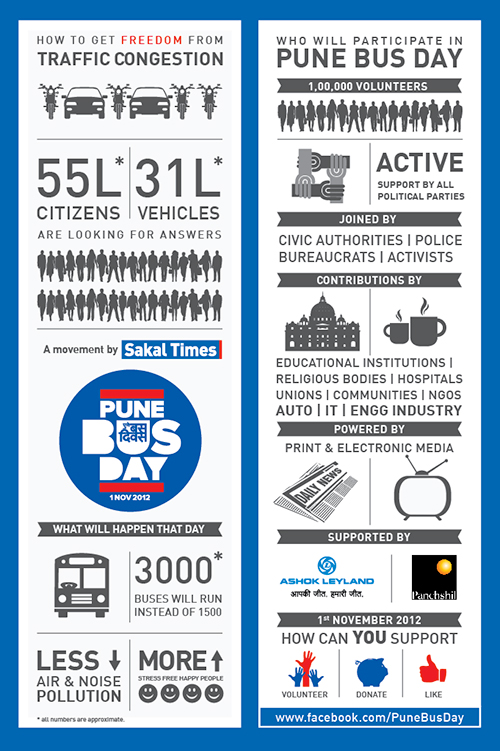 HOW TO GET FREEDOM FROM
TRAFFIC CONGESTION
55L* 31L*
CITIZENS VEHICLES
ARE LOOKING FOR ANSWERS
A movement by Sakal Times
PUNE
BUS
बस
दिवस
DAY
1 NOV 2012
WHAT WILL HAPPEN THAT DAY
3000*
BUSES WILL RUN
INSTEAD OF 1500
LESS
AIR & NOISE
POLLUTION
MORE
STRESS FREE HAPPY PEOPLE
* all numbers are approximate.
WHO WILL PARTICIPATE IN
PUNE BUS DAY
1,00,000 VOLUNTEERS
ACTIVE
SUPPORT BY ALL
POLITICAL PARTIES
JOINED BY
CIVIC AUTHORITIES | POLICE
BUREAUCRATS | ACTIVISTS
CONTRIBUTIONS BY
EDUCATIONAL INSTITUTIONS |
RELIGIOUS BODIES | HOSPITALS
UNIONS | COMMUNITIES | NGOS
AUTO | IT | ENGG INDUSTRY
POWERED BY
PRINT & ELECTRONIC MEDIA
DAILY NEWS
SUPPORTED BY
ASHOK LEYLAND
आपकी जीत. हमारी जीत.
Panchshil
1st NOVEMBER 2012
HOW CAN YOU SUPPORT
VOLUNTEER DONATE LIKE
www.facebook.com/PuneBusDay